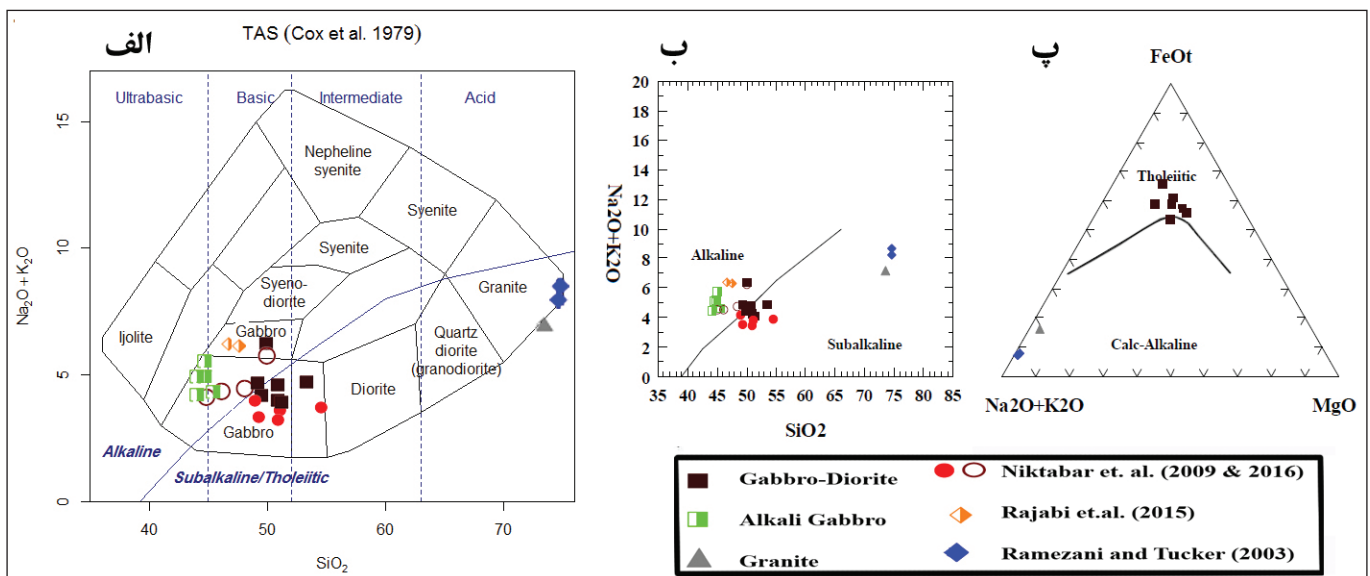 الف
TAS (Cox et al. 1979)
Ultrabasic
Basic
Intermediate
Acid
Nepheline
syenite
Syenite
Syenite
Syeno-
diorite
Granite
Ijolite
Gabbro
Quartz
diorite
(granodiorite)
Diorite
Gabbro
Alkaline
Subalkaline/Tholeiitic
Na2O + K2O
0
5
10
15
40
50
60
70
SiO2
ب
20
18
16
14
12
10
8
6
4
2
0
Na2O+K2O
Alkaline
Subalkaline
35 40 45 50 55 60 65 70 75 80 85
SiO2
پ
FeOt
Tholeiitic
Calc-Alkaline
Na2O+K2O
MgO
Gabbro-Diorite
Niktabar et. al. (2009 & 2016)
Alkali Gabbro
Rajabi et.al. (2015)
Granite
Ramezani and Tucker (2003)